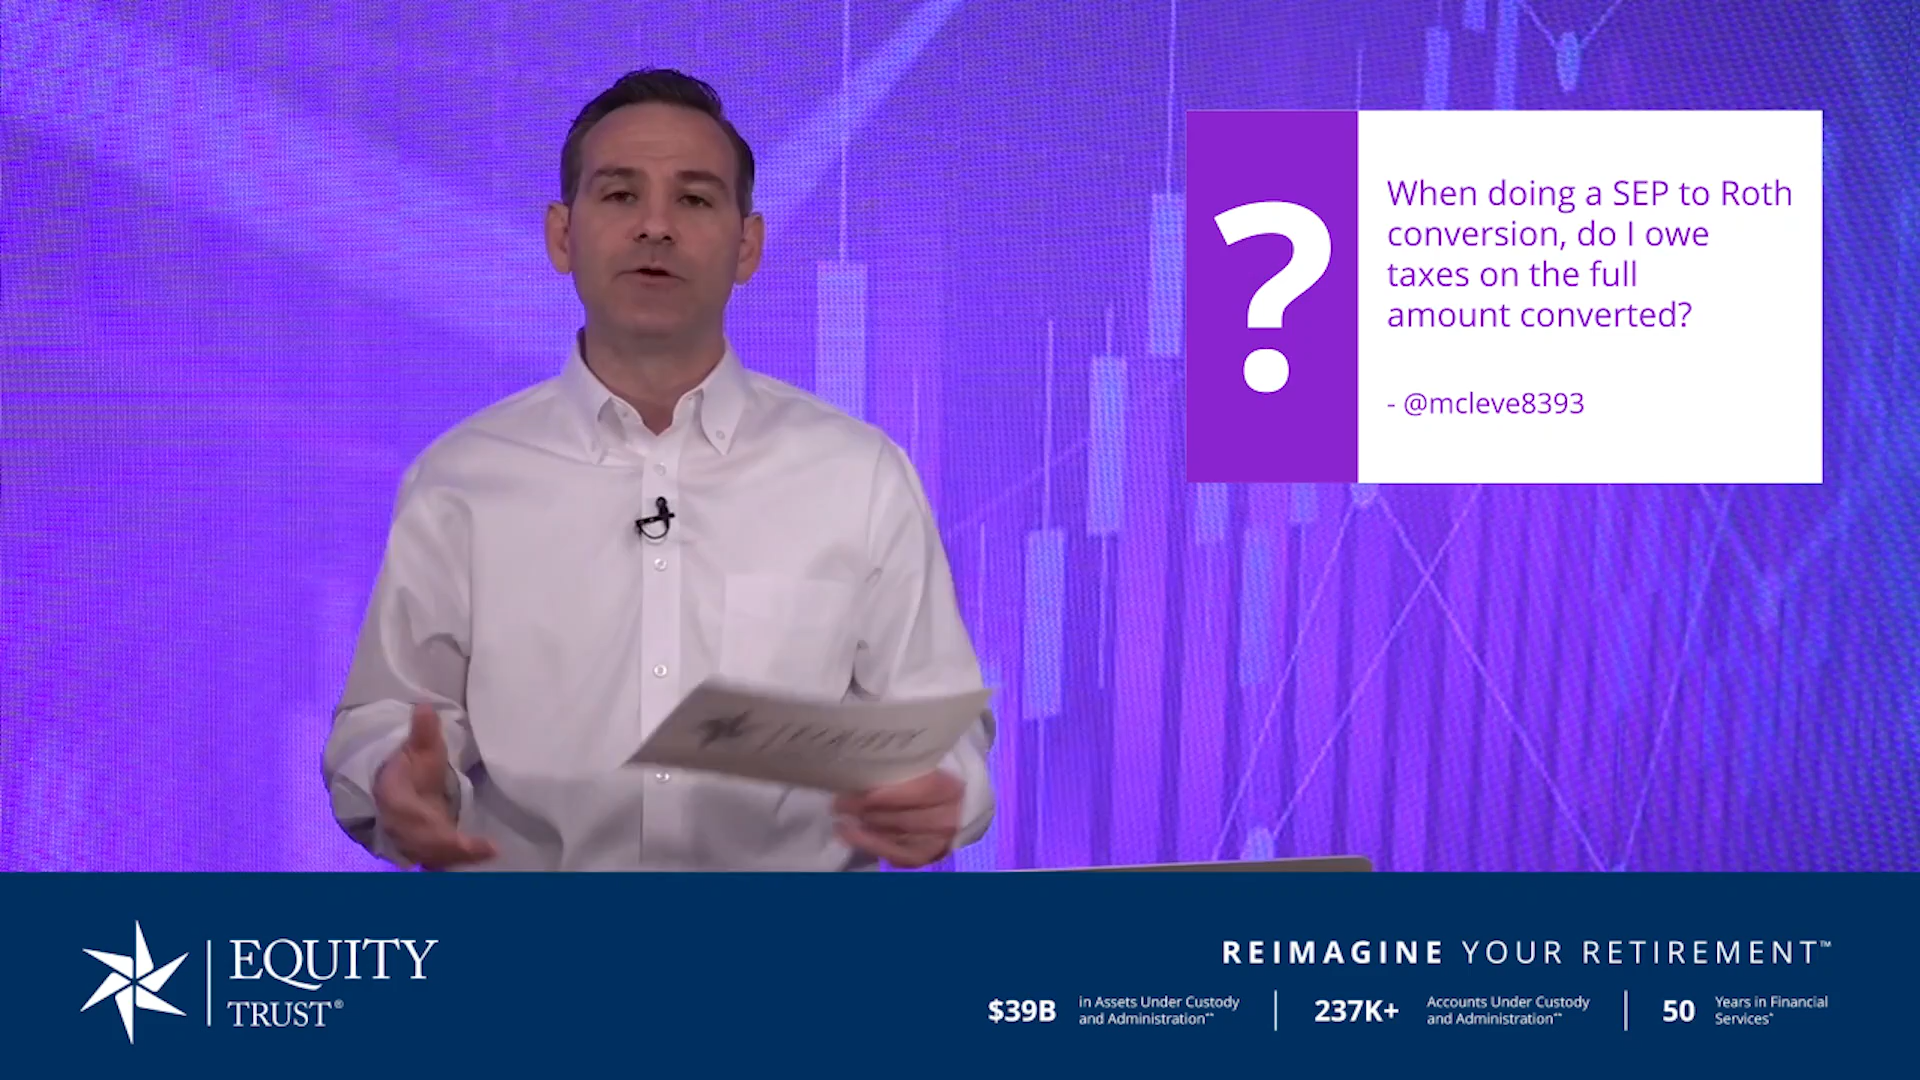 ?
When doing a SEP to Roth
conversion, do I owe
taxes on the full
amount converted?
- @mcleve8393
EQUITY
TRUST®
REIMAGINE YOUR RETIREMENT™
$39B in Assets Under Custody
and Administration**
237K+ Accounts Under Custody
and Administration**
50 Years in Financial
Services*